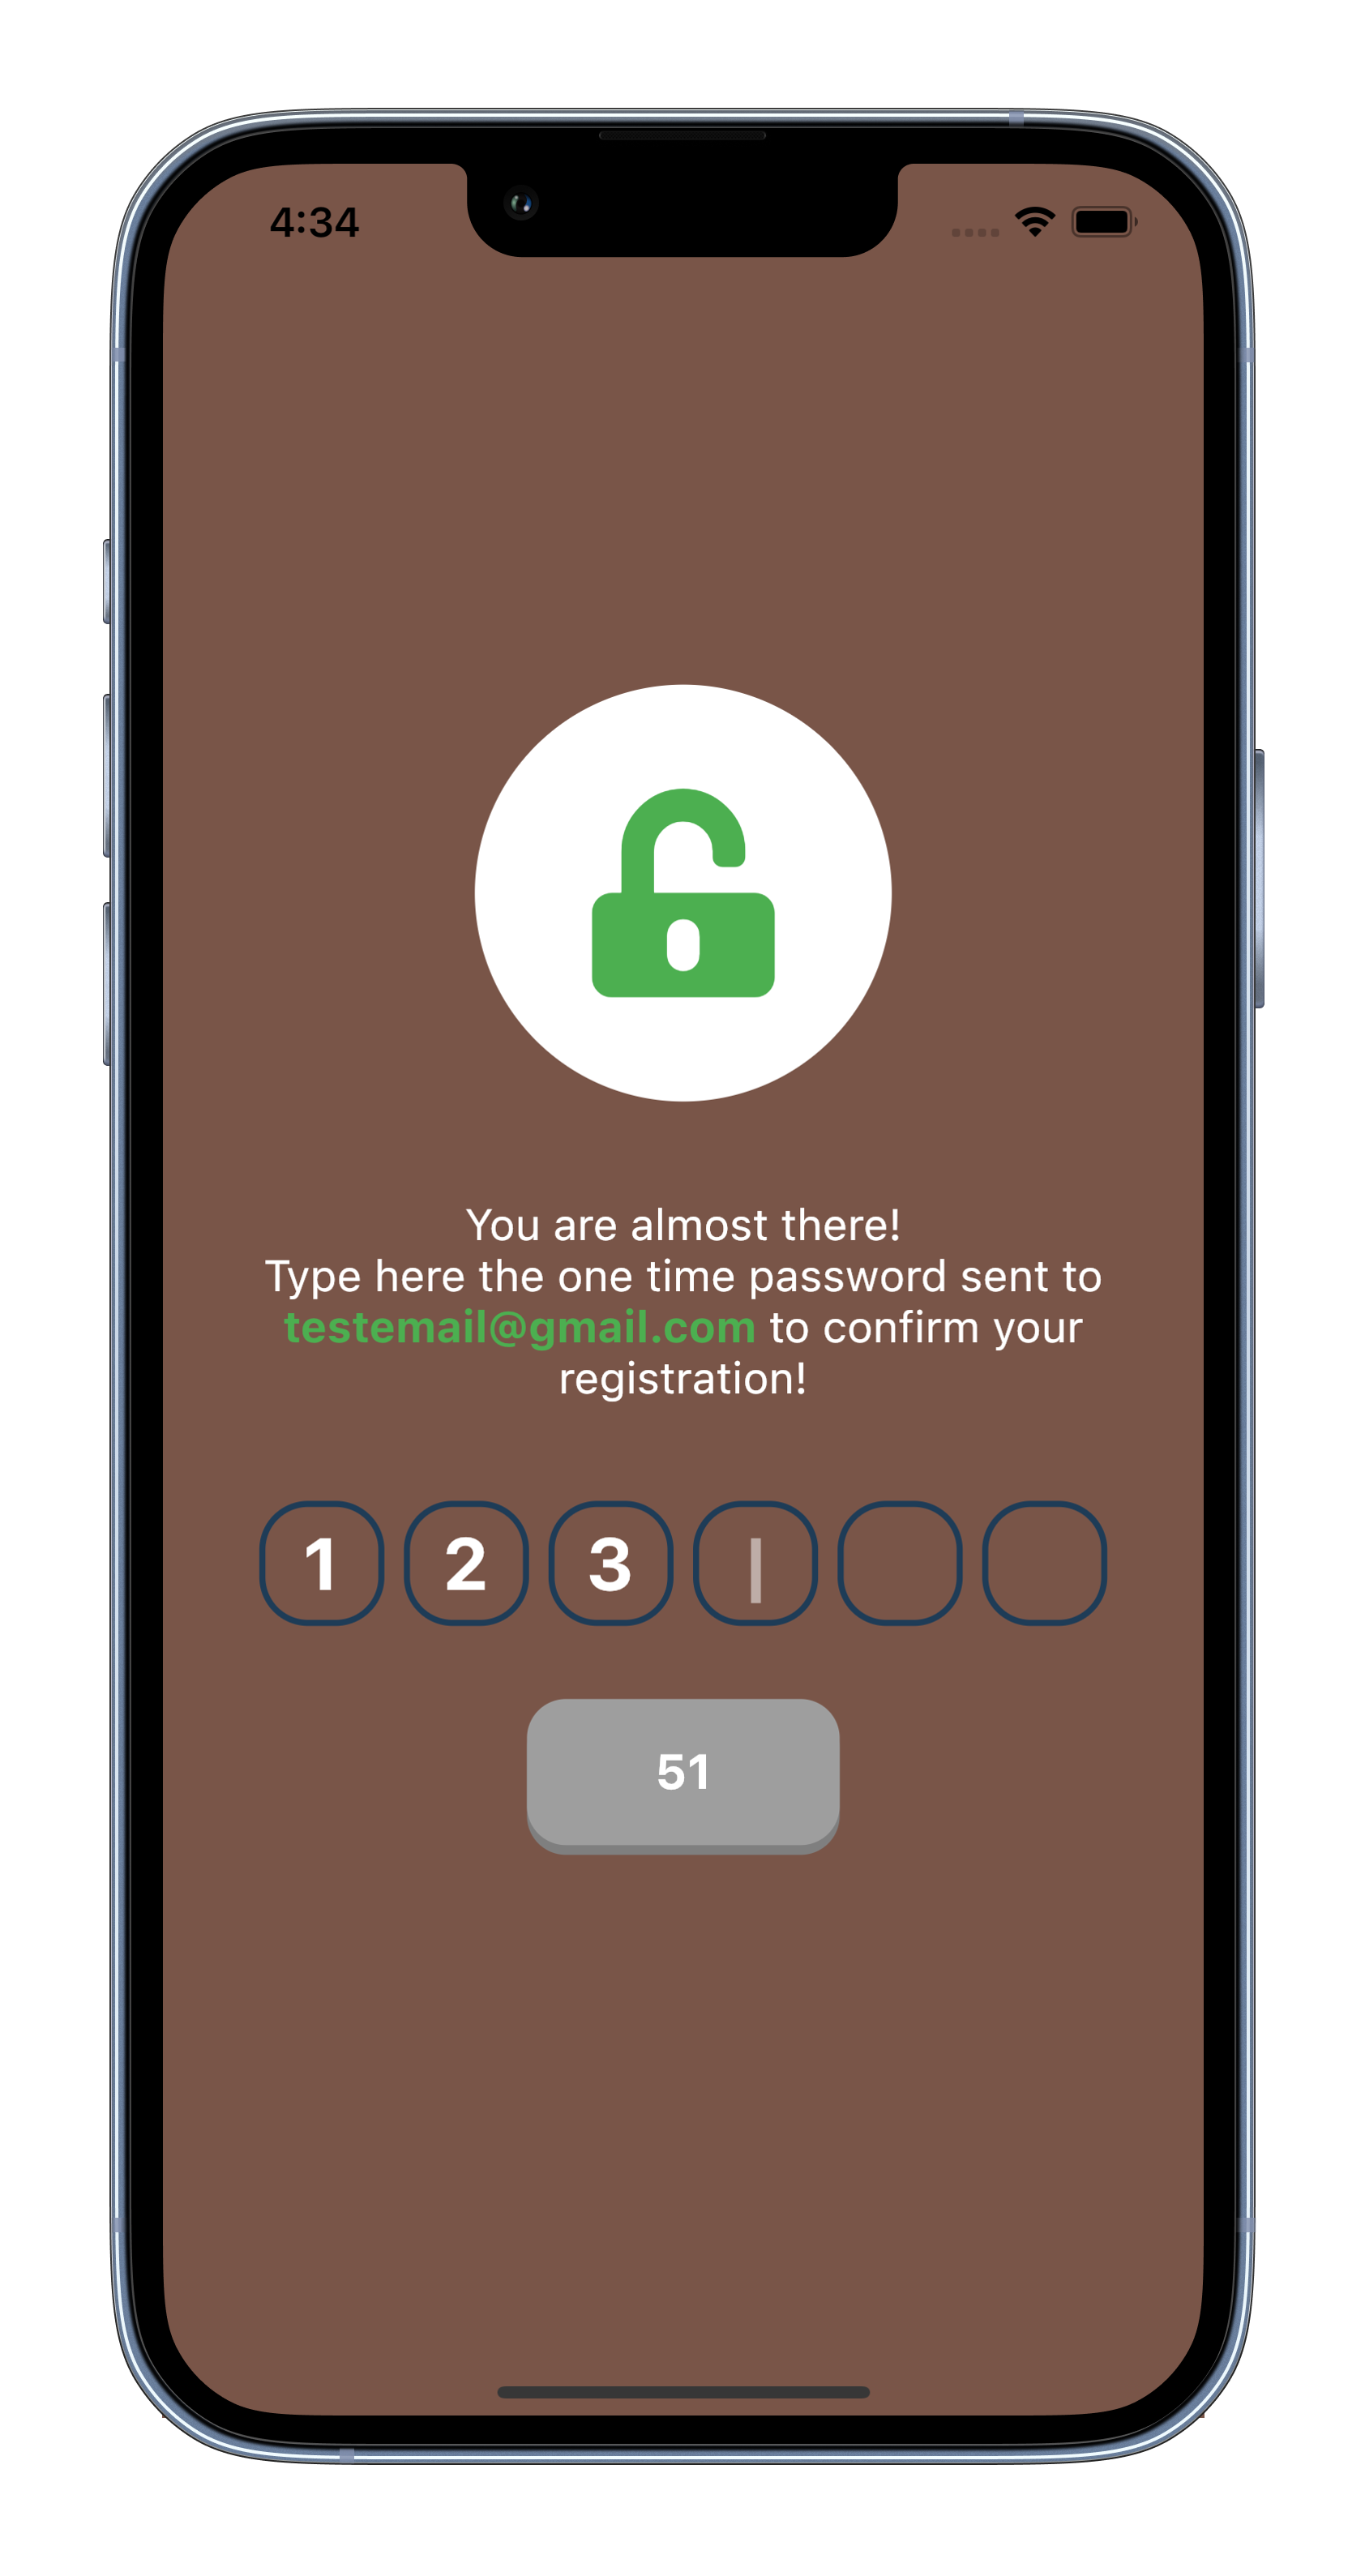 4:34
You are almost there!
Type here the one time password sent to
testemail@gmail.com to confirm your
registration!
1 2 3
51